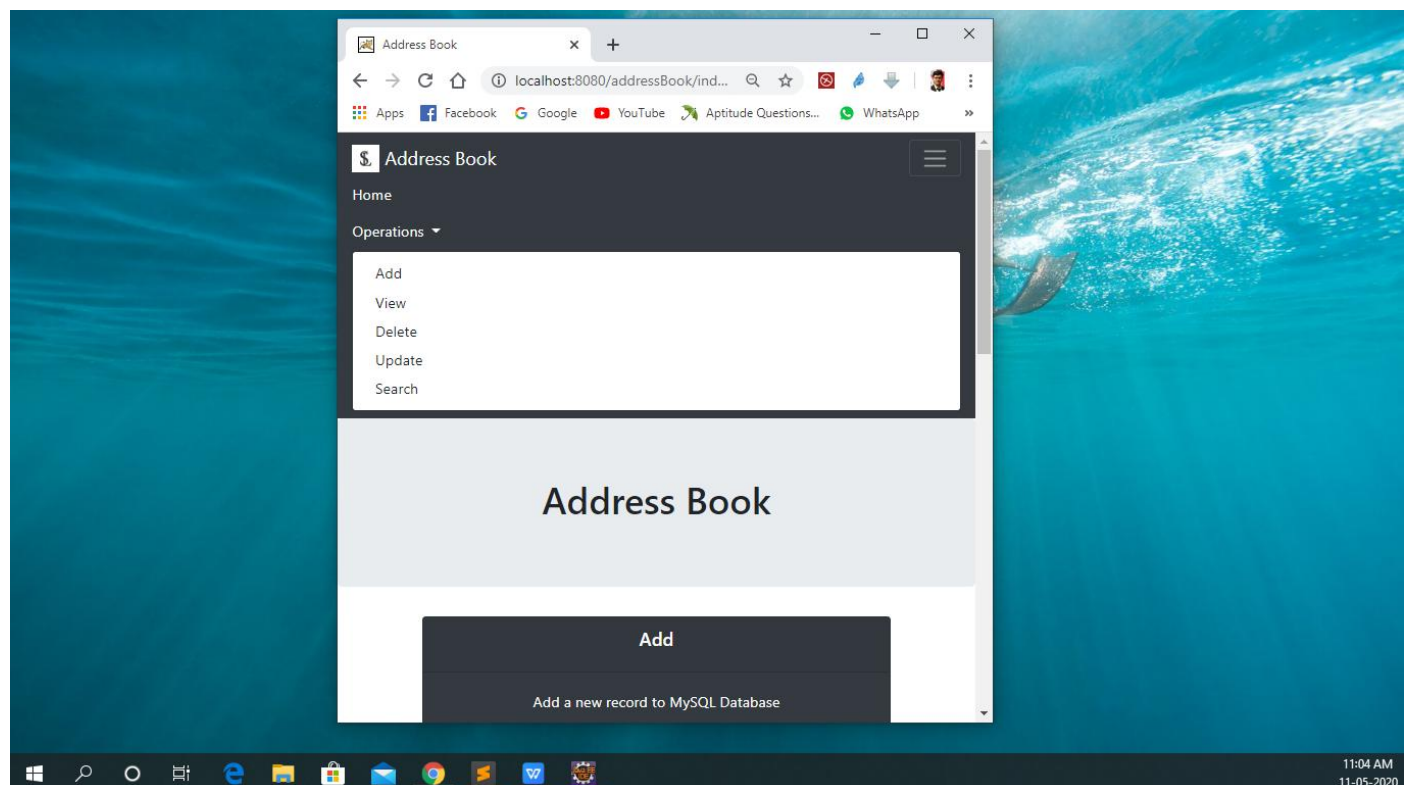 Address Book
localhost:8080/addressBook/ind...
Apps Facebook Google YouTube Aptitude Questions... WhatsApp »
$ Address Book
Home
Operations
Add
View
Delete
Update
Search
Address Book
Add
Add a new record to MySQL Database
11:04 AM
11-05-2020